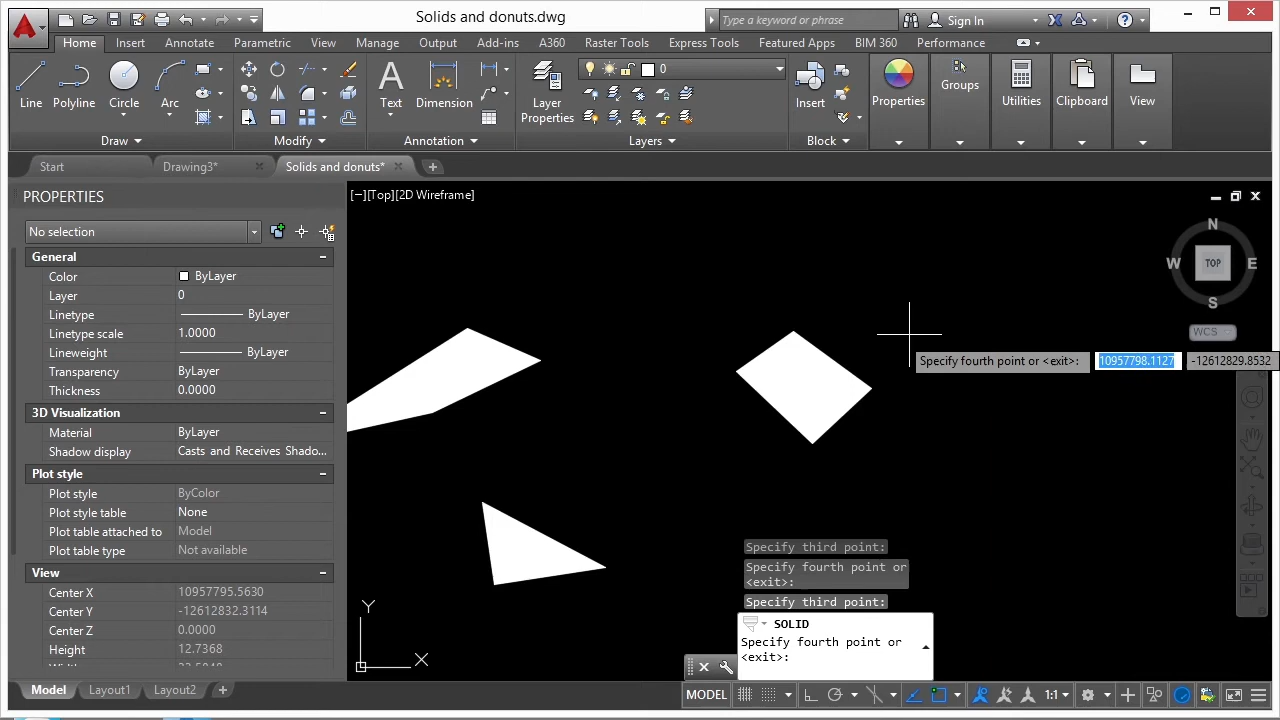 Solids and donuts.dwg
Type a keyword or phrase
Sign In
Home Insert Annotate Parametric View Manage Output Add-ins A360 Raster Tools Express Tools Featured Apps BIM 360 Performance
Line Polyline Circle Arc
Text Dimension
Layer Properties
0
Insert
Properties Groups Utilities Clipboard View
Draw Modify Annotation Layers Block
Start Drawing3* Solids and donuts*
PROPERTIES
[−][Top][2D Wireframe]
No selection
General
Color ByLayer
Layer 0
Linetype ByLayer
Linetype scale 1.0000
Lineweight ByLayer
Transparency ByLayer
Thickness 0.0000
3D Visualization
Material ByLayer
Shadow display Casts and Receives Shado...
Plot style
Plot style ByColor
Plot style table None
Plot table attached to Model
Plot table type Not available
View
Center X 10957795.5630
Center Y -12612832.3114
Center Z 0.0000
Height 12.7368
N
W TOP E
S
WCS
Specify fourth point or <exit>: 10957798.1127 -12612829.8532
Specify third point:
Specify fourth point or
<exit>:
Specify third point:
SOLID
Specify fourth point or
<exit>:
Y
X
Model Layout1 Layout2
MODEL
1:1